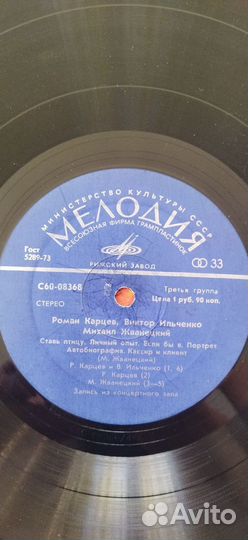 МИНИСТЕРСТВО КУЛЬТУРЫ СССР
МЕЛОДИЯ
ВСЕСОЮЗНАЯ ФИРМА ГРАМПЛАСТИНОК
Гост
5289-73
РИЖСКИЙ ЗАВОД
33
С60-08368
СТЕРЕО
Третья группа
Цена 1 руб. 90 коп.
Роман Карцев, Виктор Ильченко
Михаил Жванецкий
Ставь птицу. Личный опыт. Если бы я. Портрет
Автобиография. Кассир и клиент
(М. Жванецкий)
Р. Карцев и В. Ильченко (1, 6)
Р. Карцев (2)
М. Жванецкий (3—5)
Запись из концертного зала
Avito